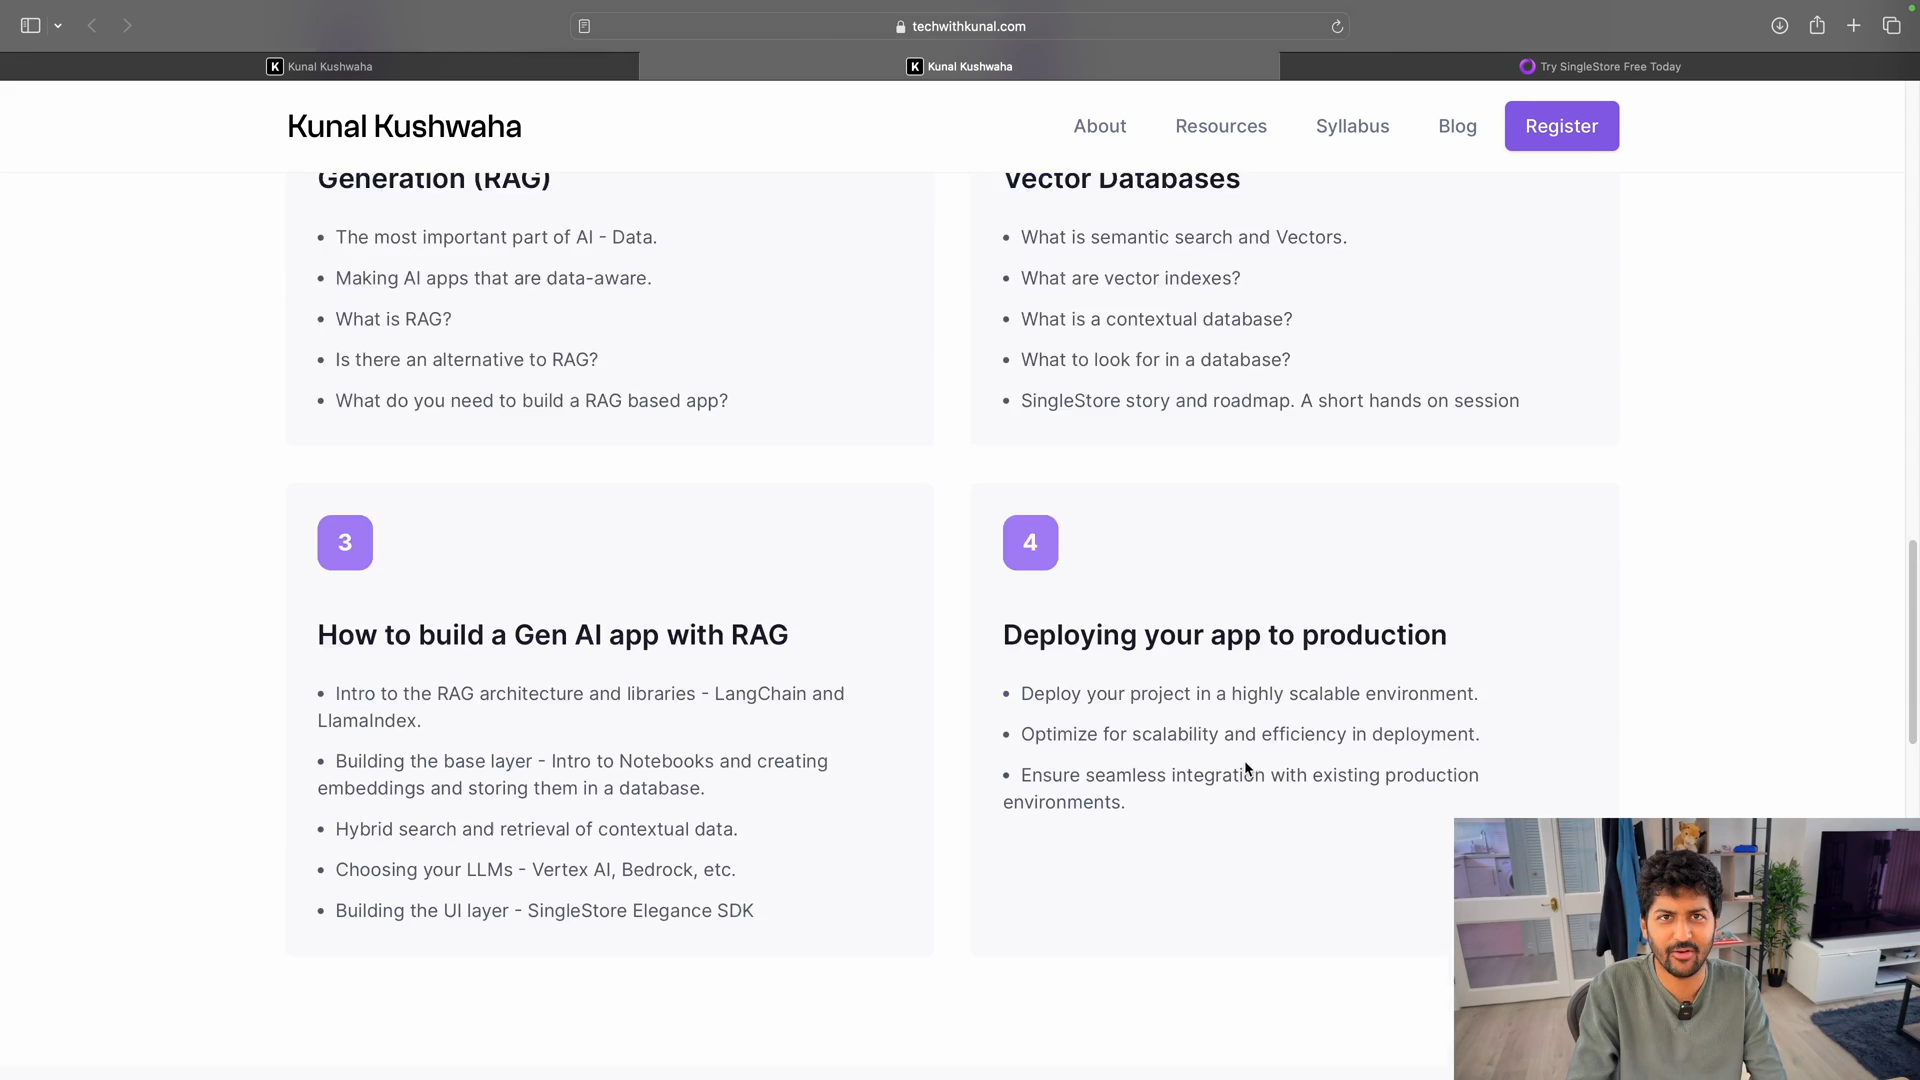 techwithkunal.com
K Kunal Kushwaha
K Kunal Kushwaha
Try SingleStore Free Today
Kunal Kushwaha
About
Resources
Syllabus
Blog
Register
Generation (RAG)
• The most important part of AI - Data.
• Making AI apps that are data-aware.
• What is RAG?
• Is there an alternative to RAG?
• What do you need to build a RAG based app?
Vector Databases
• What is semantic search and Vectors.
• What are vector indexes?
• What is a contextual database?
• What to look for in a database?
• SingleStore story and roadmap. A short hands on session
3
How to build a Gen AI app with RAG
• Intro to the RAG architecture and libraries - LangChain and
LlamaIndex.
• Building the base layer - Intro to Notebooks and creating
embeddings and storing them in a database.
• Hybrid search and retrieval of contextual data.
• Choosing your LLMs - Vertex AI, Bedrock, etc.
• Building the UI layer - SingleStore Elegance SDK
4
Deploying your app to production
• Deploy your project in a highly scalable environment.
• Optimize for scalability and efficiency in deployment.
• Ensure seamless integration with existing production
environments.